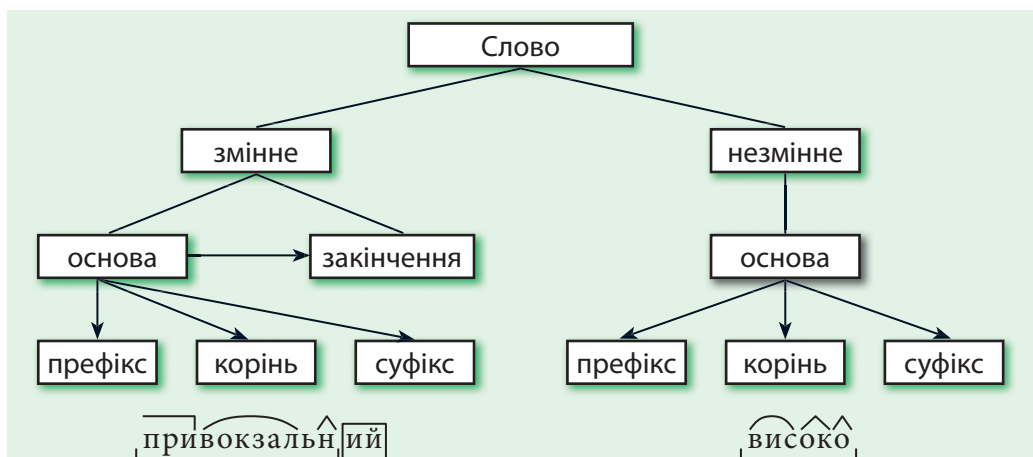 Слово
змінне незмінне
основа закінчення основа
префікс корінь суфікс префікс корінь суфікс
привокзальний високо